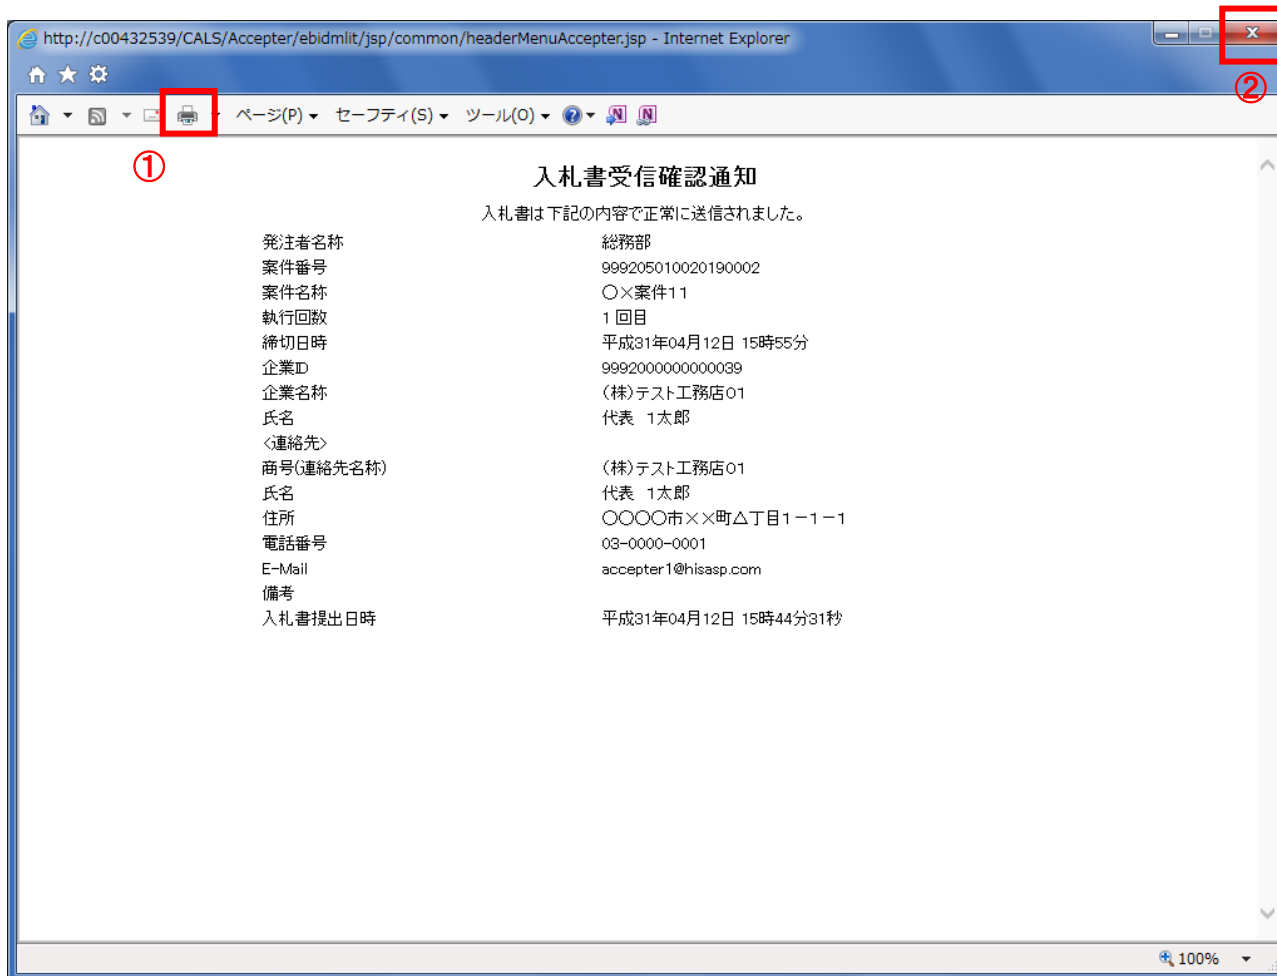 http://c00432539/CALS/Accepter/ebidmlit/jsp/common/headerMenuAccepter.jsp - Internet Explorer
②
ページ(P) セーフティ(S) ツール(O)
①
入札書受信確認通知
入札書は下記の内容で正常に送信されました。
発注者名称 総務部
案件番号 999205010020190002
案件名称 〇×案件11
執行回数 1回目
締切日時 平成31年04月12日 15時55分
企業ID 9992000000000039
企業名称 (株)テスト工務店01
氏名 代表 1太郎
<連絡先>
商号(連絡先名称) (株)テスト工務店01
氏名 代表 1太郎
住所 〇〇〇〇市××町△丁目1-1-1
電話番号 03-0000-0001
E-Mail accepter1@hisasp.com
備考
入札書提出日時 平成31年04月12日 15時44分31秒
100%